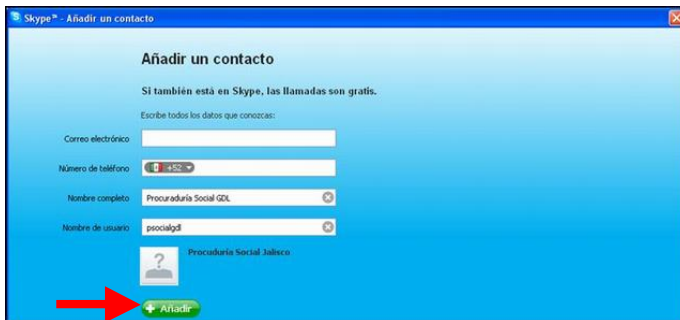 Skype™ - Añadir un contacto
Añadir un contacto
Si también está en Skype, las llamadas son gratis.
Escribe todos los datos que conozcas:
Correo electrónico
Número de teléfono +52
Nombre completo Procuraduría Social GDL
Nombre de usuario psocialgdl
Procuduría Social Jalisco
Añadir